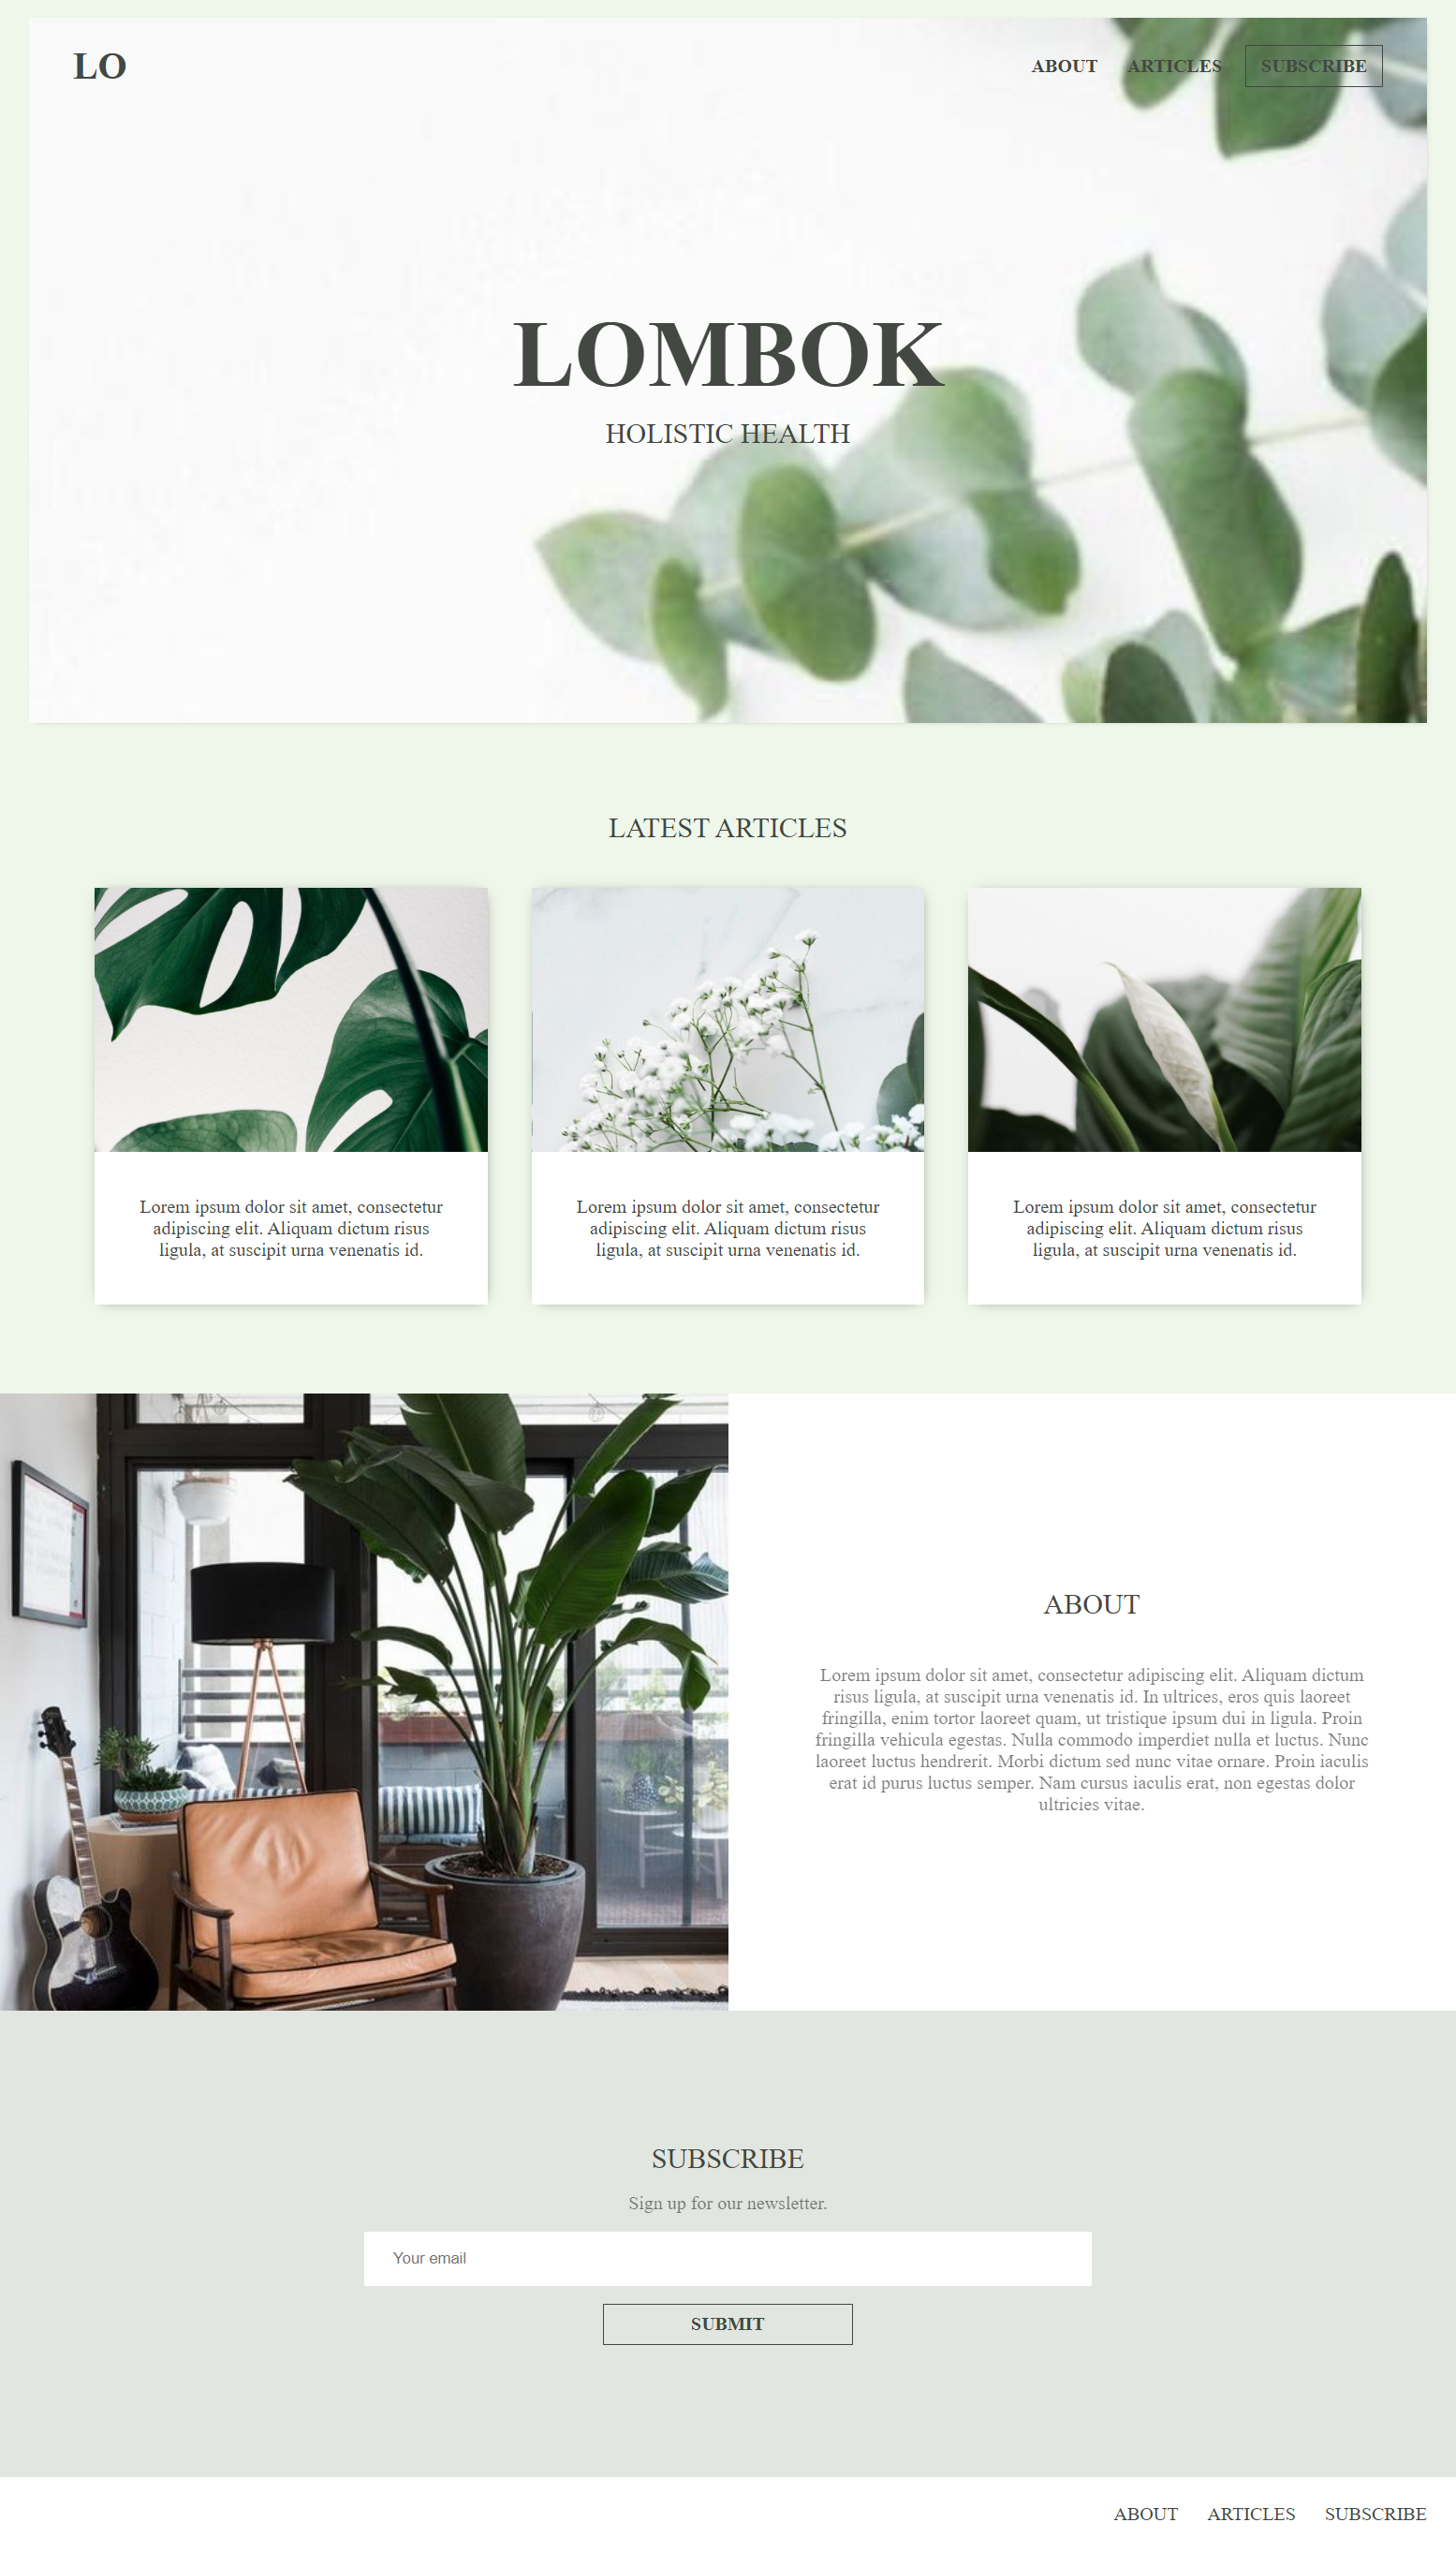 LO
ABOUT ARTICLES SUBSCRIBE
LOMBOK
HOLISTIC HEALTH
LATEST ARTICLES
Lorem ipsum dolor sit amet, consectetur
adipiscing elit. Aliquam dictum risus
ligula, at suscipit urna venenatis id.
Lorem ipsum dolor sit amet, consectetur
adipiscing elit. Aliquam dictum risus
ligula, at suscipit urna venenatis id.
Lorem ipsum dolor sit amet, consectetur
adipiscing elit. Aliquam dictum risus
ligula, at suscipit urna venenatis id.
ABOUT
Lorem ipsum dolor sit amet, consectetur adipiscing elit. Aliquam dictum
risus ligula, at suscipit urna venenatis id. In ultrices, eros quis laoreet
fringilla, enim tortor laoreet quam, ut tristique ipsum dui in ligula. Proin
fringilla vehicula egestas. Nulla commodo imperdiet nulla et luctus. Nunc
laoreet luctus hendrerit. Morbi dictum sed nunc vitae ornare. Proin iaculis
erat id purus luctus semper. Nam cursus iaculis erat, non egestas dolor
ultricies vitae.
SUBSCRIBE
Sign up for our newsletter.
Your email
SUBMIT
ABOUT ARTICLES SUBSCRIBE